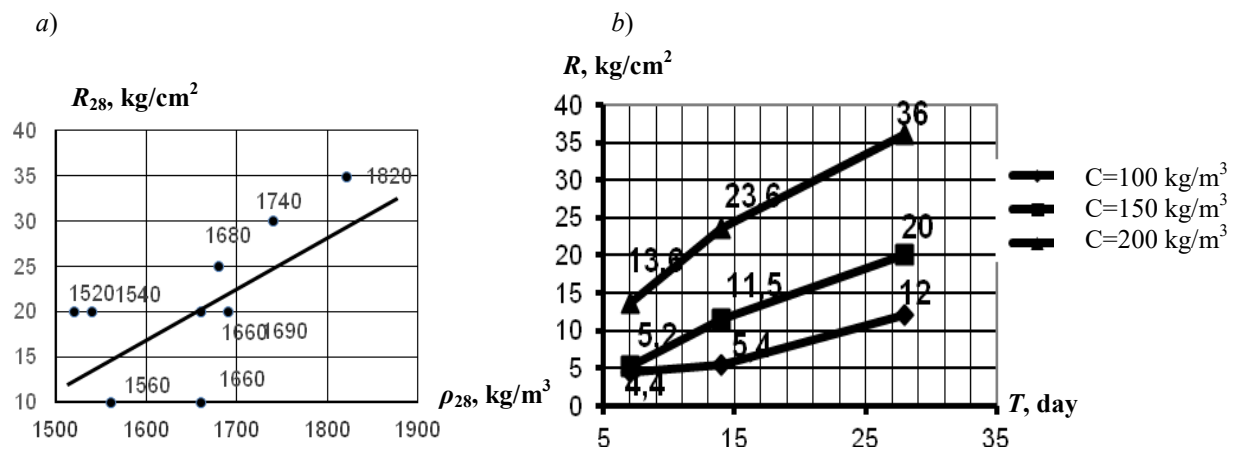 a)
R28, kg/cm2
40
35
30
25
20
15
10
1820
1740
1680
1520 1540
1660 1690
1560
1660
1500 1600 1700 1800 1900
ρ28, kg/m3
b)
R, kg/cm2
40
35
30
25
20
15
10
5
0
36
23,6
13,6
20
11,5
5,2
12
5,4
4,4
5 15 25 35
T, day
C=100 kg/m3
C=150 kg/m3
C=200 kg/m3